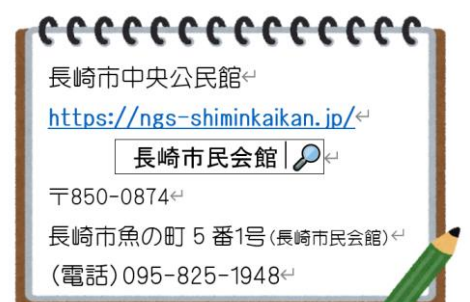 長崎市中央公民館↵
https://ngs-shiminkaikan.jp/↵
長崎市民会館↵
〒850-0874↵
長崎市魚の町 5 番1号(長崎市民会館)↵
(電話)095-825-1948↵